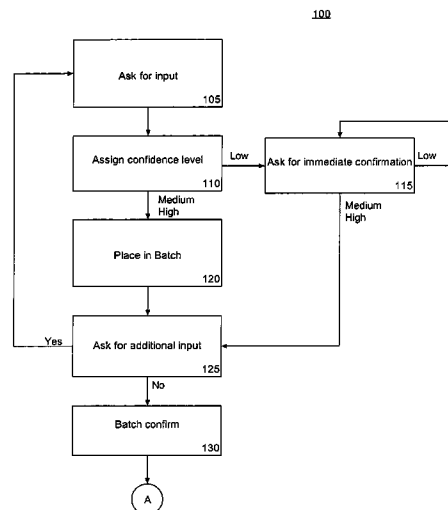 100
Ask for input
105
Assign confidence level
110
Low
Ask for immediate confirmation
115
Low
Medium
High
Medium
High
Place in Batch
120
Yes
Ask for additional input
125
No
Batch confirm
130
A